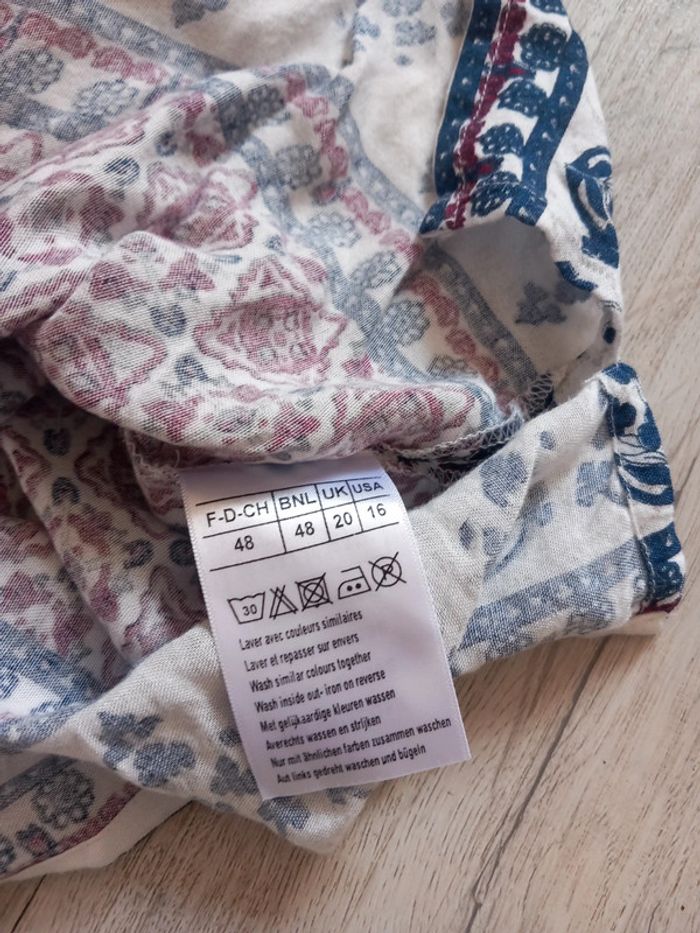 F-D-CH BNL UK USA
48 48 20 16
30 P
Laver avec couleurs similaires
Laver et repasser sur envers
Wash similar colours together
Wash inside out- iron on reverse
Met gelijkaardige kleuren wassen
Averechts wassen en strijken
Nur mit ähnlichen farben zusammen waschen
Aut links gedreht waschen und bügeln